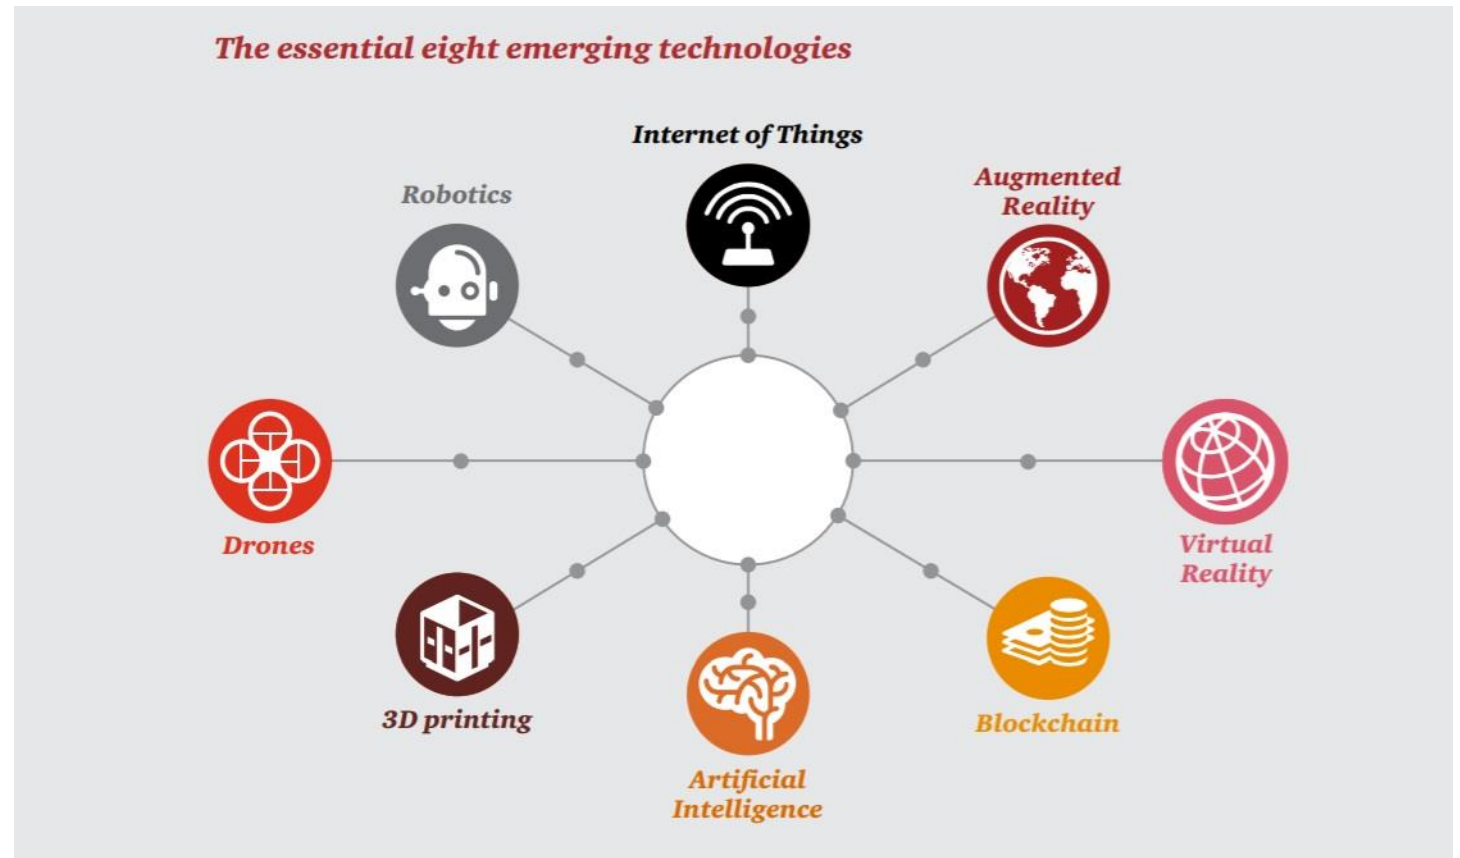 The essential eight emerging technologies
Internet of Things
Augmented
Reality
Robotics
Virtual
Reality
Drones
Blockchain
3D printing
Artificial
Intelligence